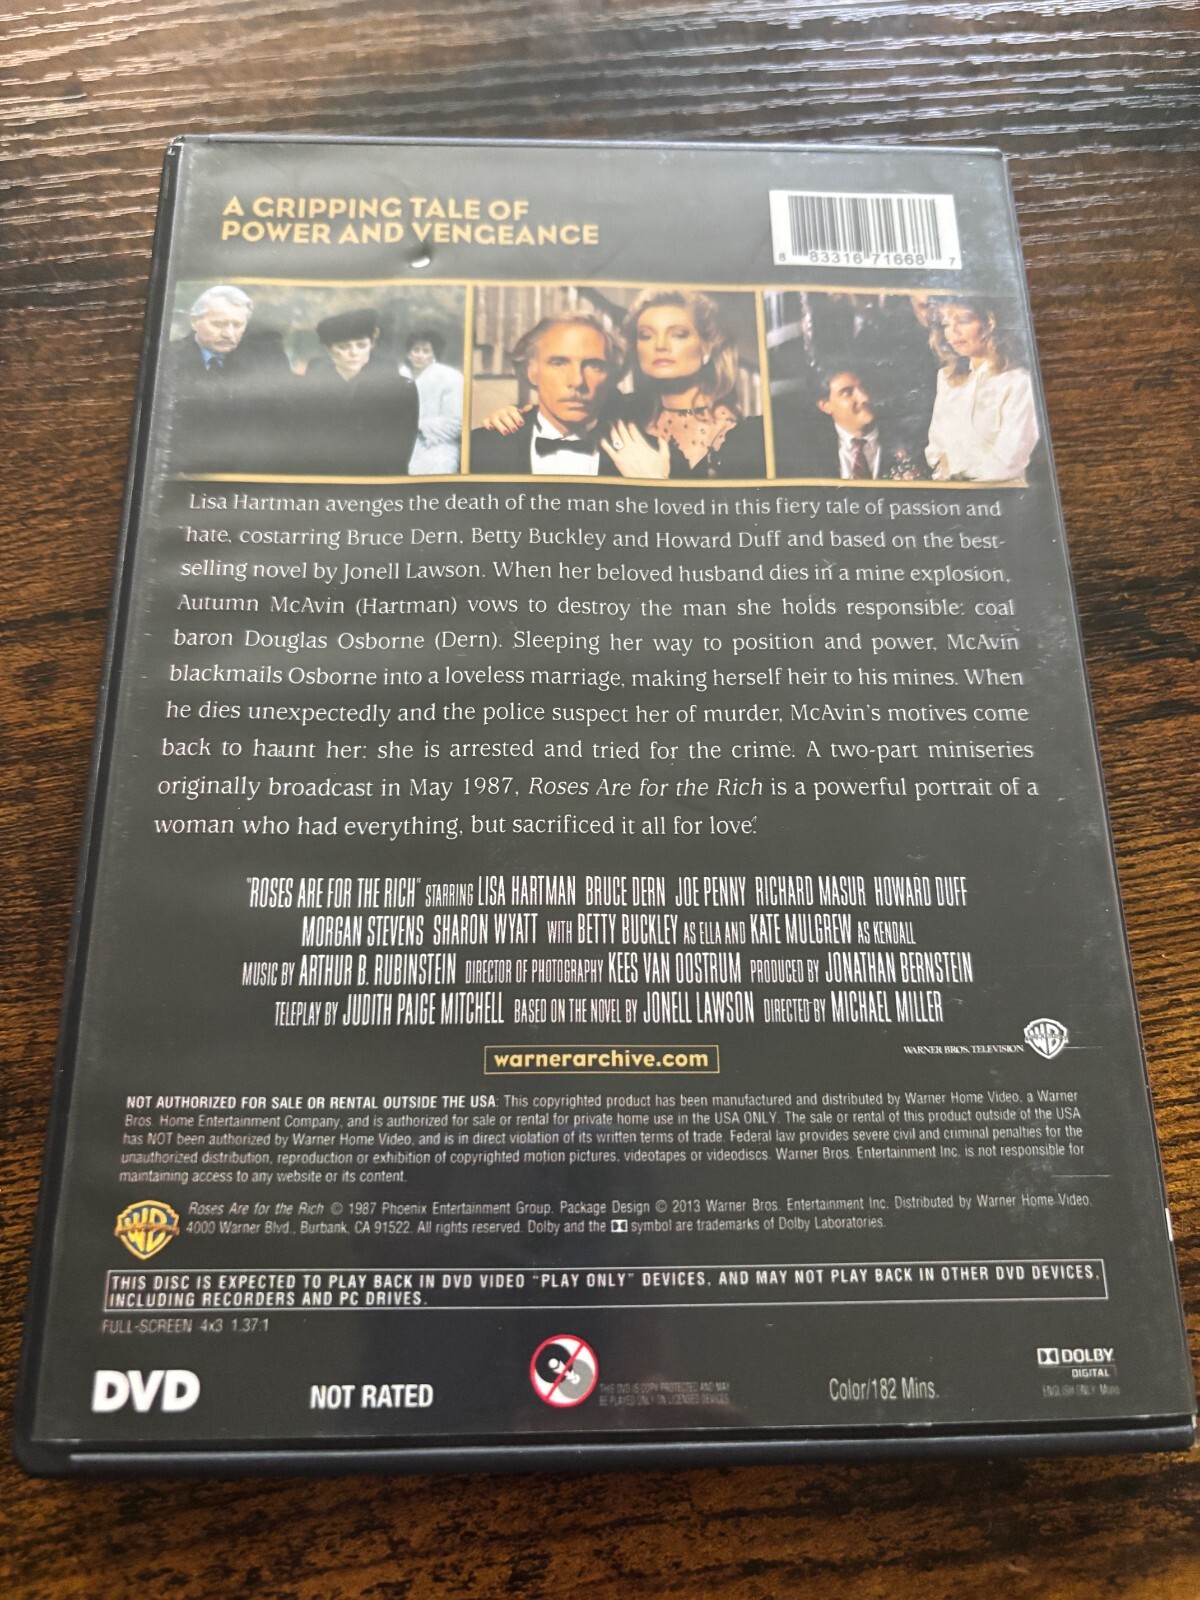 A GRIPPING TALE OF
POWER AND VENGEANCE
8 83316 71668 7
Lisa Hartman avenges the death of the man she loved in this fiery tale of passion and
hate, costarring Bruce Dern, Betty Buckley and Howard Duff and based on the best-
selling novel by Jonell Lawson. When her beloved husband dies in a mine explosion,
Autumn McAvin (Hartman) vows to destroy the man she holds responsible: coal
baron Douglas Osborne (Dern). Sleeping her way to position and power, McAvin
blackmails Osborne into a loveless marriage, making herself heir to his mines. When
he dies unexpectedly and the police suspect her of murder, McAvin's motives come
back to haunt her: she is arrested and tried for the crime. A two-part miniseries
originally broadcast in May 1987, Roses Are for the Rich is a powerful portrait of a
woman who had everything, but sacrificed it all for love.
"ROSES ARE FOR THE RICH" STARRING LISA HARTMAN BRUCE DERN JOE PENNY RICHARD MASUR HOWARD DUFF
MORGAN STEVENS SHARON WYATT WITH BETTY BUCKLEY AS ELLA AND KATE MULGREW AS KENDALL
MUSIC BY ARTHUR B. RUBINSTEIN DIRECTOR OF PHOTOGRAPHY KEES VAN OOSTRUM PRODUCED BY JONATHAN BERNSTEIN
TELEPLAY BY JUDITH PAIGE MITCHELL BASED ON THE NOVEL BY JONELL LAWSON DIRECTED BY MICHAEL MILLER
warnerarchive.com
WARNER BROS. TELEVISION
NOT AUTHORIZED FOR SALE OR RENTAL OUTSIDE THE USA: This copyrighted product has been manufactured and distributed by Warner Home Video, a Warner
Bros. Home Entertainment Company, and is authorized for sale or rental for private home use in the USA ONLY. The sale or rental of this product outside of the USA
has NOT been authorized by Warner Home Video, and is in direct violation of its written terms of trade. Federal law provides severe civil and criminal penalties for the
unauthorized distribution, reproduction or exhibition of copyrighted motion pictures, videotapes or videodiscs. Warner Bros. Entertainment Inc. is not responsible for
maintaining access to any website or its content.
Roses Are for the Rich © 1987 Phoenix Entertainment Group. Package Design © 2013 Warner Bros. Entertainment Inc. Distributed by Warner Home Video,
4000 Warner Blvd., Burbank, CA 91522. All rights reserved. Dolby and the symbol are trademarks of Dolby Laboratories.
THIS DISC IS EXPECTED TO PLAY BACK IN DVD VIDEO "PLAY ONLY" DEVICES, AND MAY NOT PLAY BACK IN OTHER DVD DEVICES,
INCLUDING RECORDERS AND PC DRIVES.
FULL-SCREEN 4x3 1.37:1
DVD
NOT RATED
THIS DVD IS COPY PROTECTED AND MAY
BE PLAYED ONLY ON LICENSED DEVICES.
Color/182 Mins.
DOLBY
DIGITAL
ENGLISH ONLY Mono